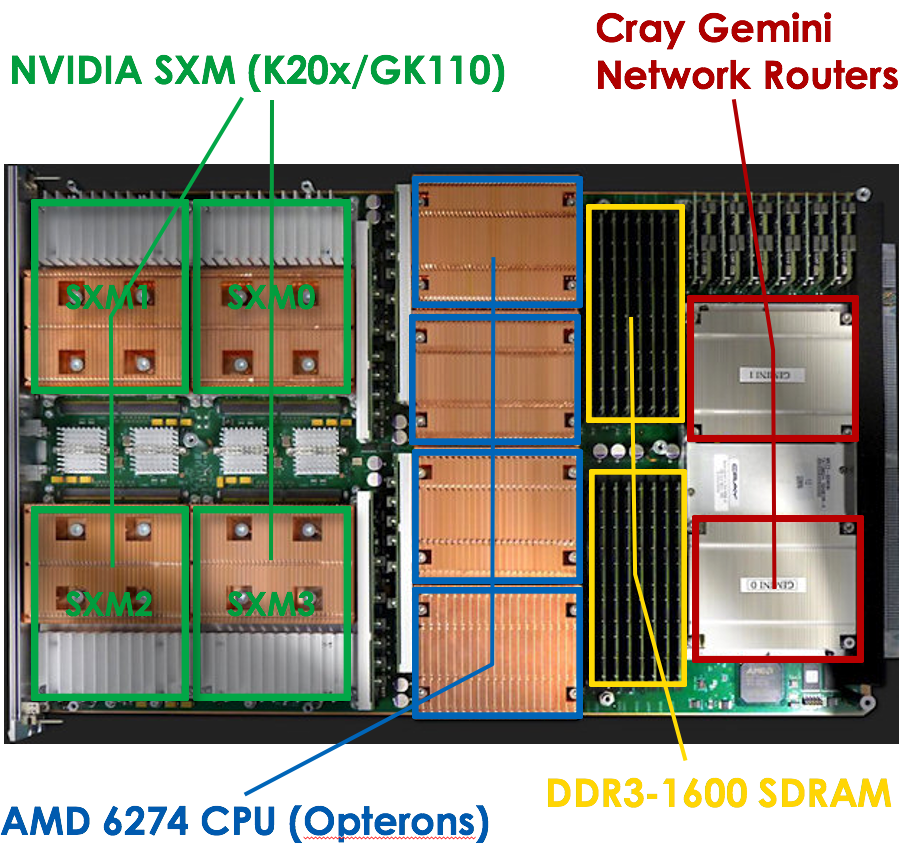 Cray Gemini
Network Routers
NVIDIA SXM (K20x/GK110)
SXM1
SXM0
GEMINI 1
CRAY
SXM2
SXM3
GEMINI 0
AMD
DDR3-1600 SDRAM
AMD 6274 CPU (Opterons)